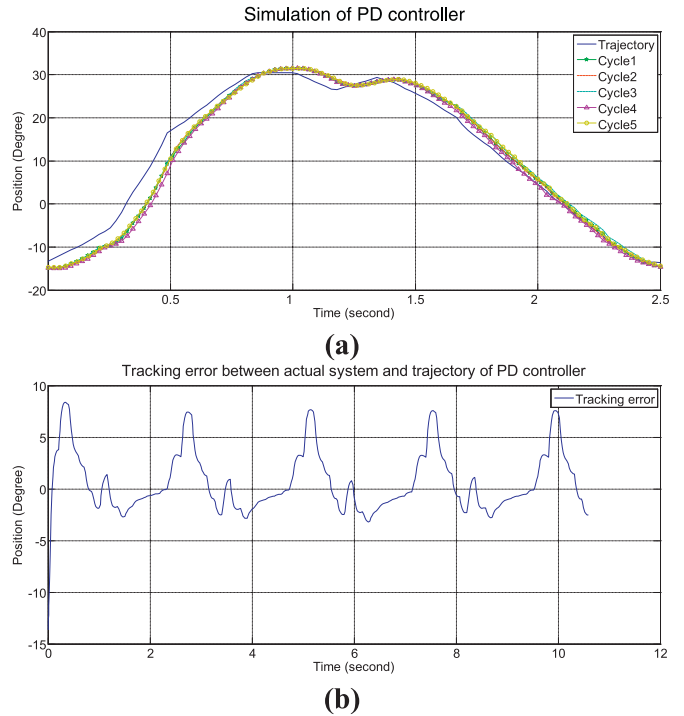 Simulation of PD controller
40
30
20
10
0
-10
-20
Position (Degree)
Trajectory
Cycle1
Cycle2
Cycle3
Cycle4
Cycle5
0.5
1
1.5
2
2.5
Time (second)
(a)
Tracking error between actual system and trajectory of PD controller
10
5
0
-5
-10
-15
Position (Degree)
Tracking error
0
2
4
6
8
10
12
Time (second)
(b)